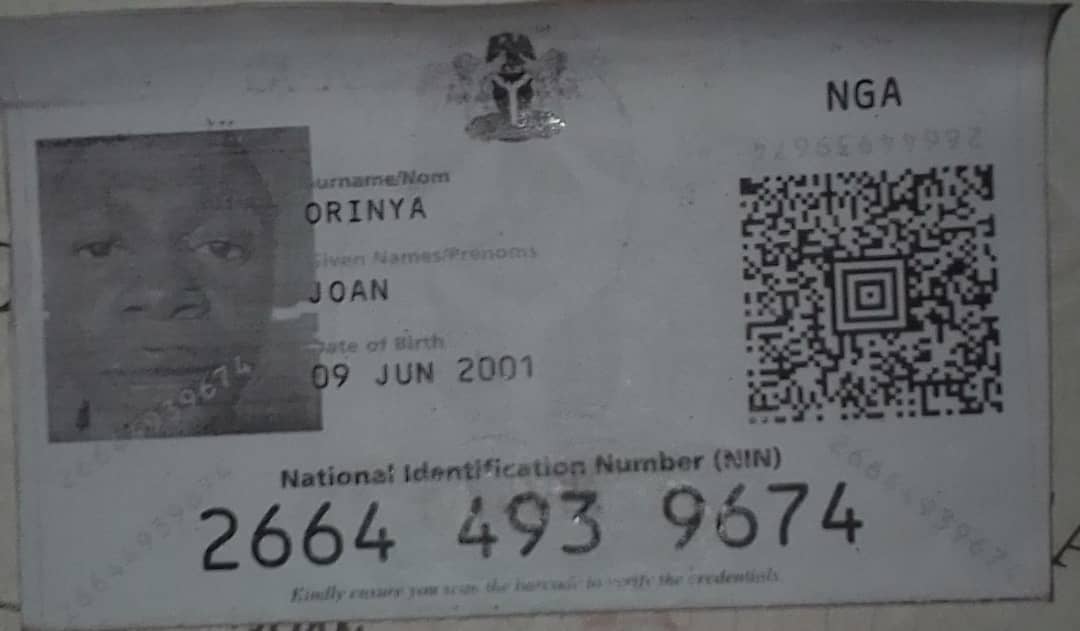 NGA
26644939674
urname/Nom
ORINYA
iven Names/Prenoms
JOAN
ate of Birth
09 JUN 2001
National Identification Number (NIN)
2664 493 9674
Kindly ensure you scan the barcode to verify the credentials